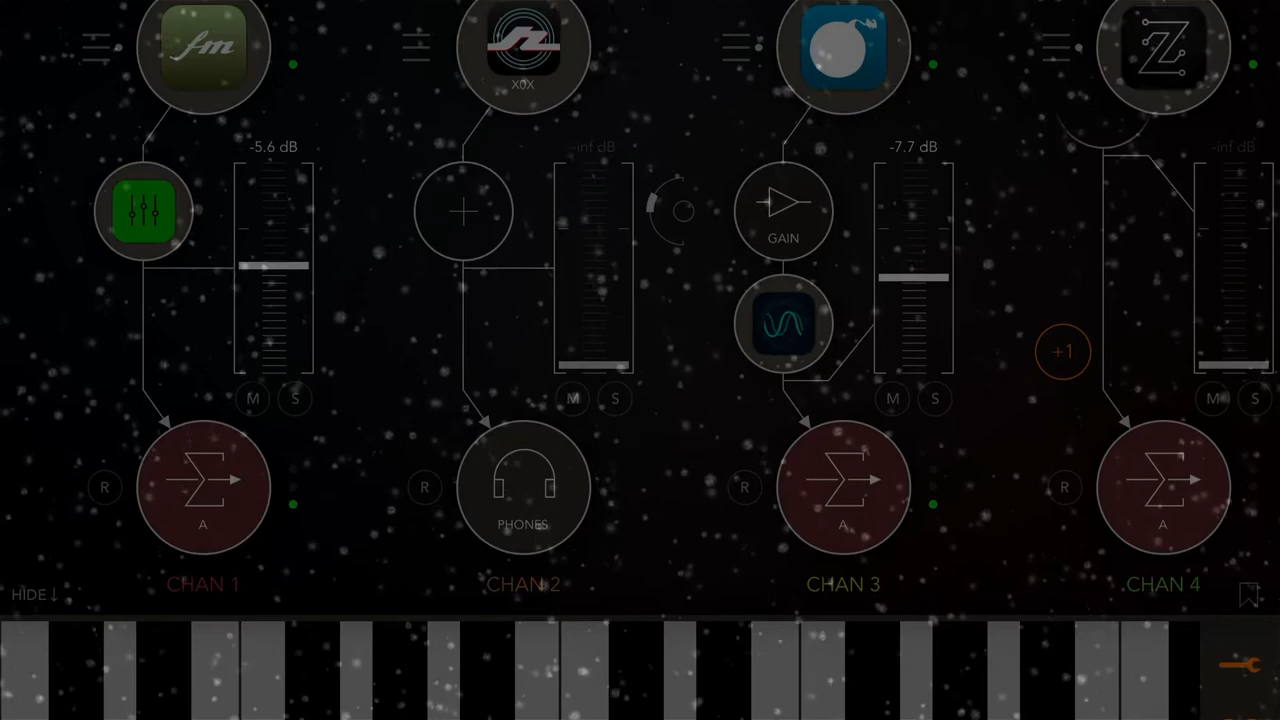 fm
X0X
-5.6 dB
-inf dB
-7.7 dB
-inf dB
GAIN
+1
M S
M S
M S
M S
R
R
R
R
A
PHONES
A
A
CHAN 1
CHAN 2
CHAN 3
CHAN 4
HIDE↓